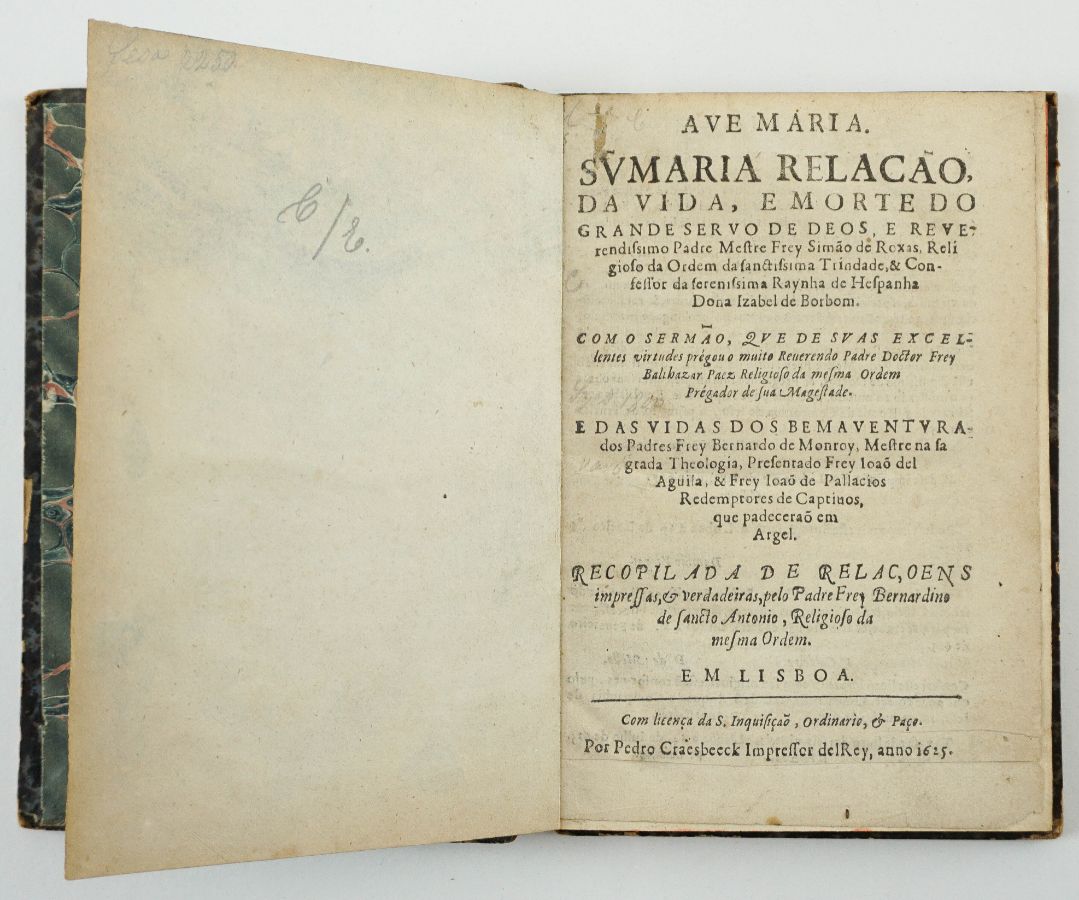 C/E.
AVE MÁRIA.
SṼMARIA RELACÃO,
DA VIDA, E MORTE DO
GRANDE SERVO DE DEOS, E REVE-
rendissimo Padre Mestre Frey Simão de Roxas, Reli
gioso da Ordem da sanctissima Trindade, & Con-
fessor da serenissima Raynha de Hespanha
Dona Izabel de Borbom.
COM O SERMÃO, QVE DE SVAS EXCEL-
lentes virtudes prégou o muito Reuerendo Padre Doctor Frey
Balthazar Paez Religioso da mesma Ordem
Prégador de sua Magestade.
E DAS VIDAS DOS BEMAVENTVRA-
dos Padres Frey Bernardo de Monroy, Mestre na sa
grada Theologia, Presentado Frey Ioaõ del
Aguila, & Frey Ioaõ de Pallacios
Redemptores de Captiuos,
que padeceraõ em
Argel.
RECOPILADA DE RELAC,OENS
impressas, & verdadeiras, pelo Padre Frey Bernardino
de sancto Antonio, Religioso da
mesma Ordem.
EM LISBOA.
Com licença da S. Inquisiçaõ, Ordinario, & Paço.
Por Pedro Craesbeeck Impressor delRey, anno 1625.